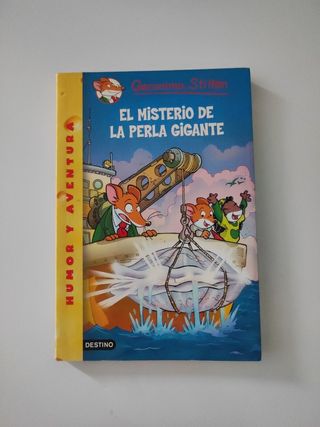 Geronimo Stilton
EL MISTERIO DE
LA PERLA GIGANTE
HUMOR Y AVENTURA
DESTINO